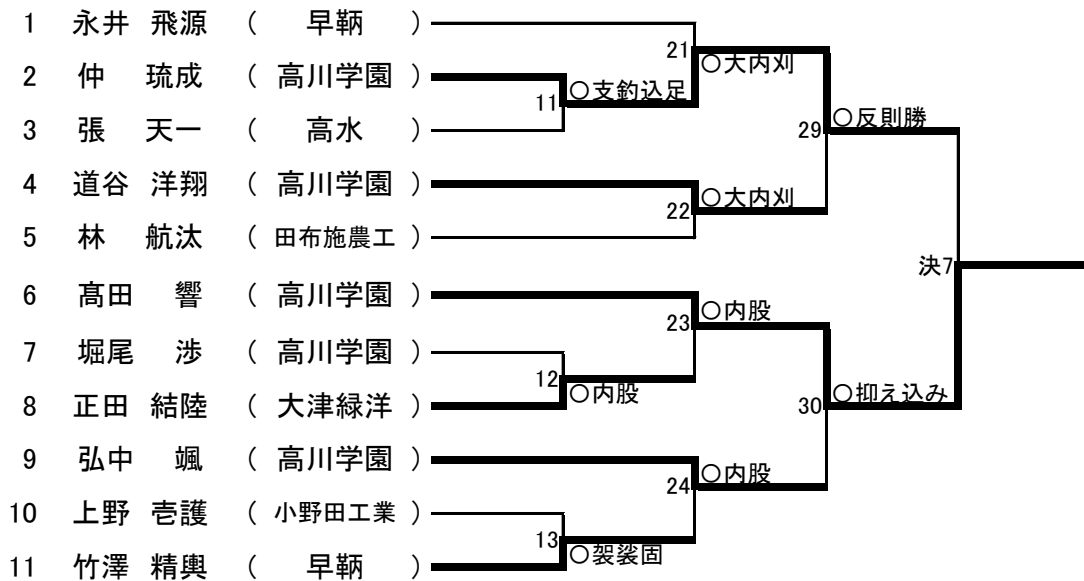 1 永井 飛源 ( 早鞆 )
21
○大内刈
2 仲 琉成 ( 高川学園 )
11
○支釣込足
3 張 天一 ( 高水 )
29
○反則勝
4 道谷 洋翔 ( 高川学園 )
22
○大内刈
5 林 航汰 ( 田布施農工 )
決7
6 髙田 響 ( 高川学園 )
23
○内股
7 堀尾 渉 ( 高川学園 )
12
○内股
8 正田 結陸 ( 大津緑洋 )
30
○抑え込み
9 弘中 颯 ( 高川学園 )
24
○内股
10 上野 壱護 ( 小野田工業 )
13
○袈裟固
11 竹澤 精輿 ( 早鞆 )